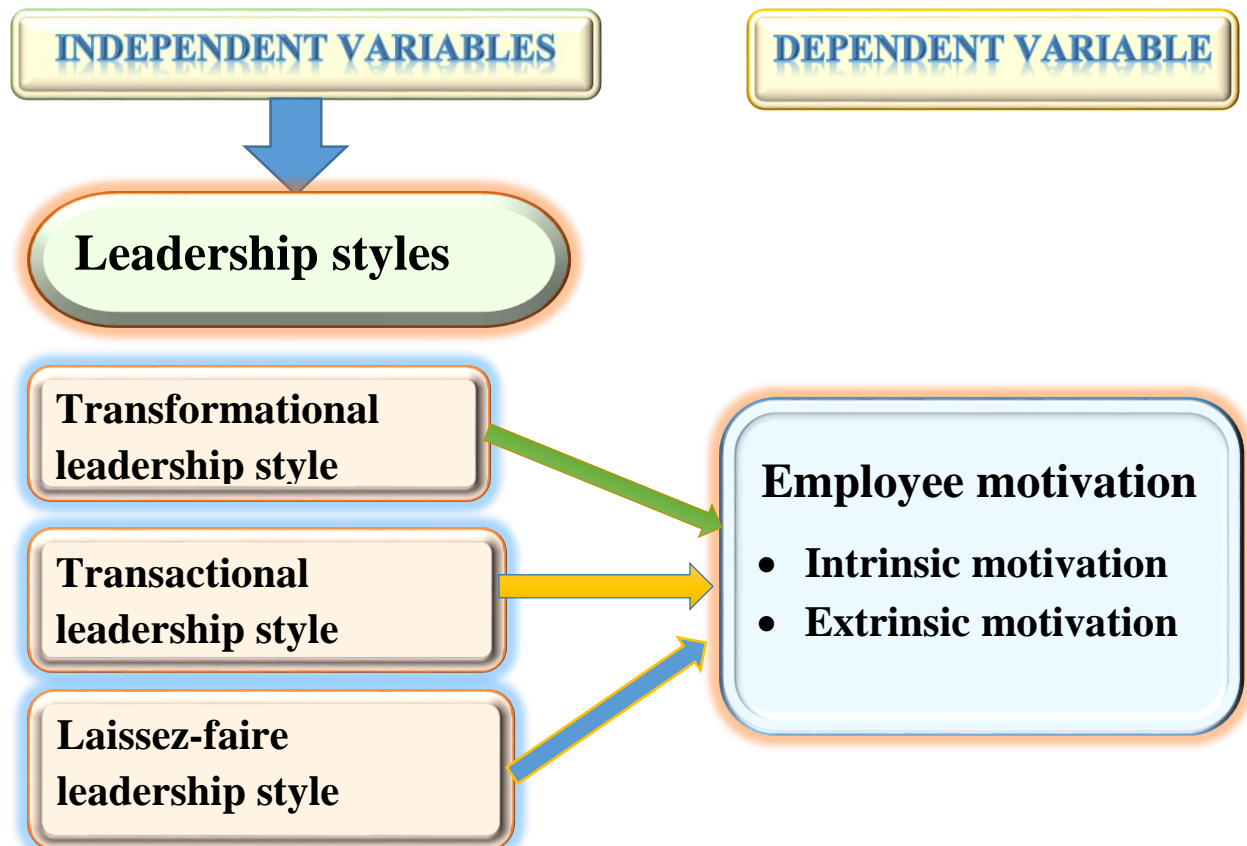 INDEPENDENT VARIABLES
DEPENDENT VARIABLE
Leadership styles
Transformational
leadership style
Transactional
leadership style
Laissez-faire
leadership style
Employee motivation
• Intrinsic motivation
• Extrinsic motivation